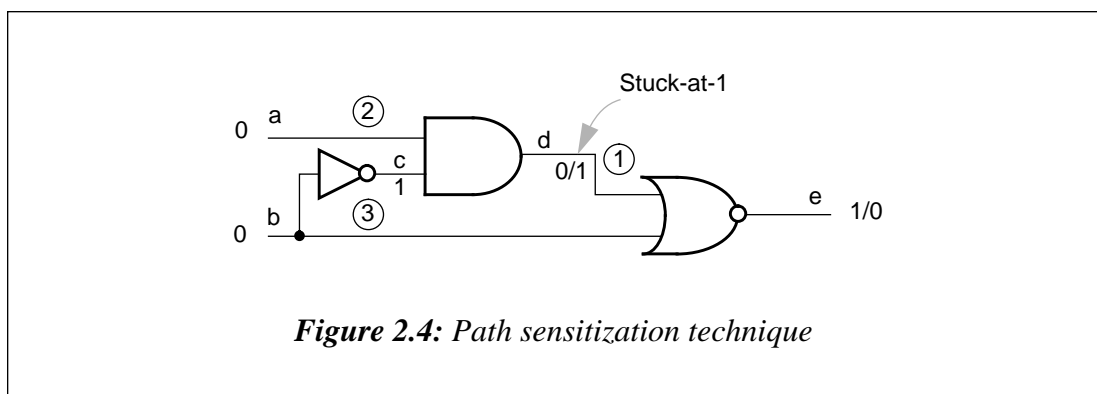 Stuck-at-1
0 a ② d ① 
c 0/1
1 e 1/0
b ③
0
Figure 2.4: Path sensitization technique